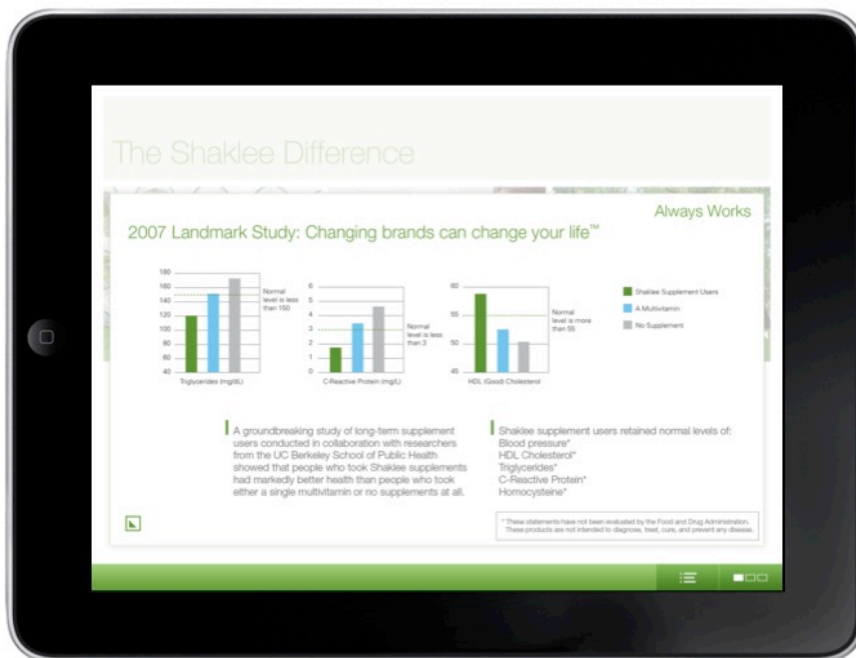 The Shaklee Difference
Always Works
2007 Landmark Study: Changing brands can change your life™
180
160
140
120
100
80
60
40
Normal
level is less
than 150
Triglycerides (mg/dL)
6
5
4
3
2
1
0
Normal
level is less
than 3
C-Reactive Protein (mg/L)
60
55
50
45
Normal
level is more
than 55
HDL (Good) Cholesterol
Shaklee Supplement Users
A Multivitamin
No Supplement
A groundbreaking study of long-term supplement
users conducted in collaboration with researchers
from the UC Berkeley School of Public Health
showed that people who took Shaklee supplements
had markedly better health than people who took
either a single multivitamin or no supplements at all.
Shaklee supplement users retained normal levels of:
Blood pressure*
HDL Cholesterol*
Triglycerides*
C-Reactive Protein*
Homocysteine*
* These statements have not been evaluated by the Food and Drug Administration.
These products are not intended to diagnose, treat, cure, and prevent any disease.